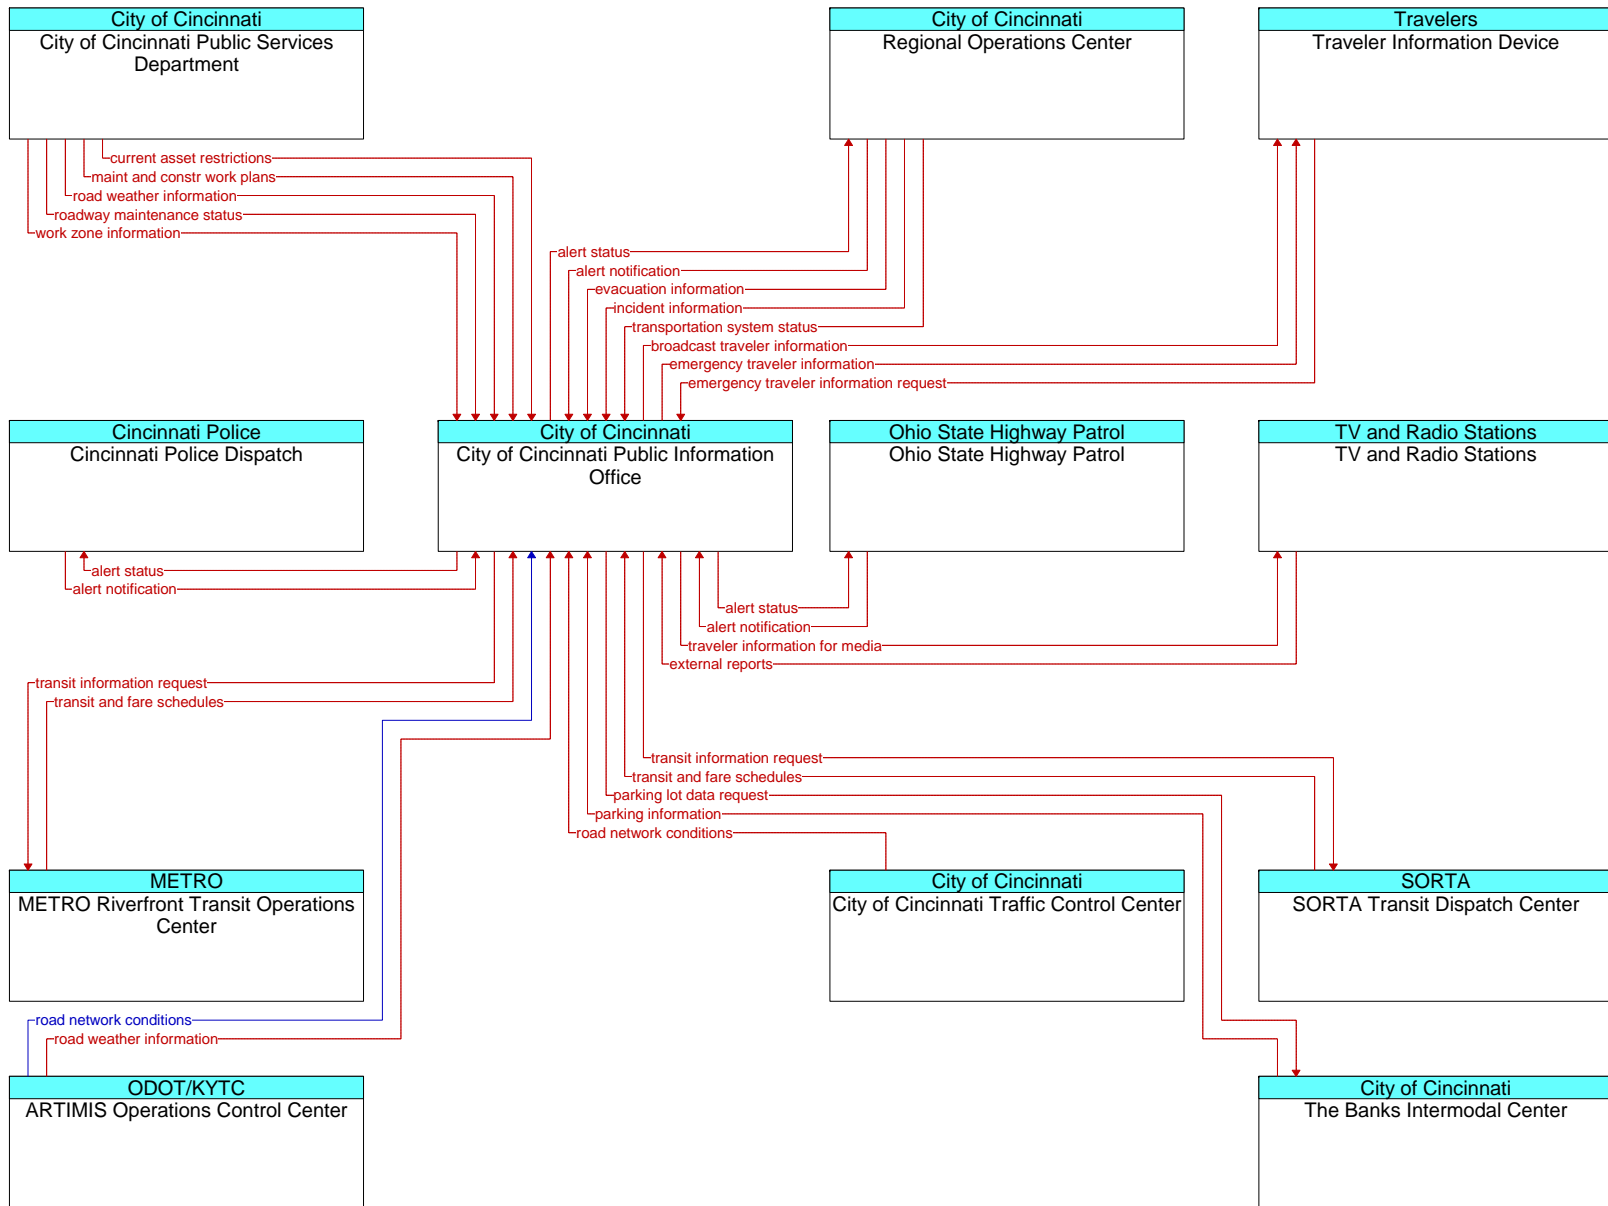 City of Cincinnati
City of Cincinnati Public Services
Department
City of Cincinnati
Regional Operations Center
Travelers
Traveler Information Device
current asset restrictions
maint and constr work plans
road weather information
roadway maintenance status
work zone information
alert status
alert notification
evacuation information
incident information
transportation system status
broadcast traveler information
emergency traveler information
emergency traveler information request
Cincinnati Police
Cincinnati Police Dispatch
City of Cincinnati
City of Cincinnati Public Information
Office
Ohio State Highway Patrol
Ohio State Highway Patrol
TV and Radio Stations
TV and Radio Stations
alert status
alert notification
alert status
alert notification
traveler information for media
external reports
transit information request
transit and fare schedules
transit information request
transit and fare schedules
parking lot data request
parking information
road network conditions
METRO
METRO Riverfront Transit Operations
Center
City of Cincinnati
City of Cincinnati Traffic Control Center
SORTA
SORTA Transit Dispatch Center
road network conditions
road weather information
ODOT/KYTC
ARTIMIS Operations Control Center
City of Cincinnati
The Banks Intermodal Center